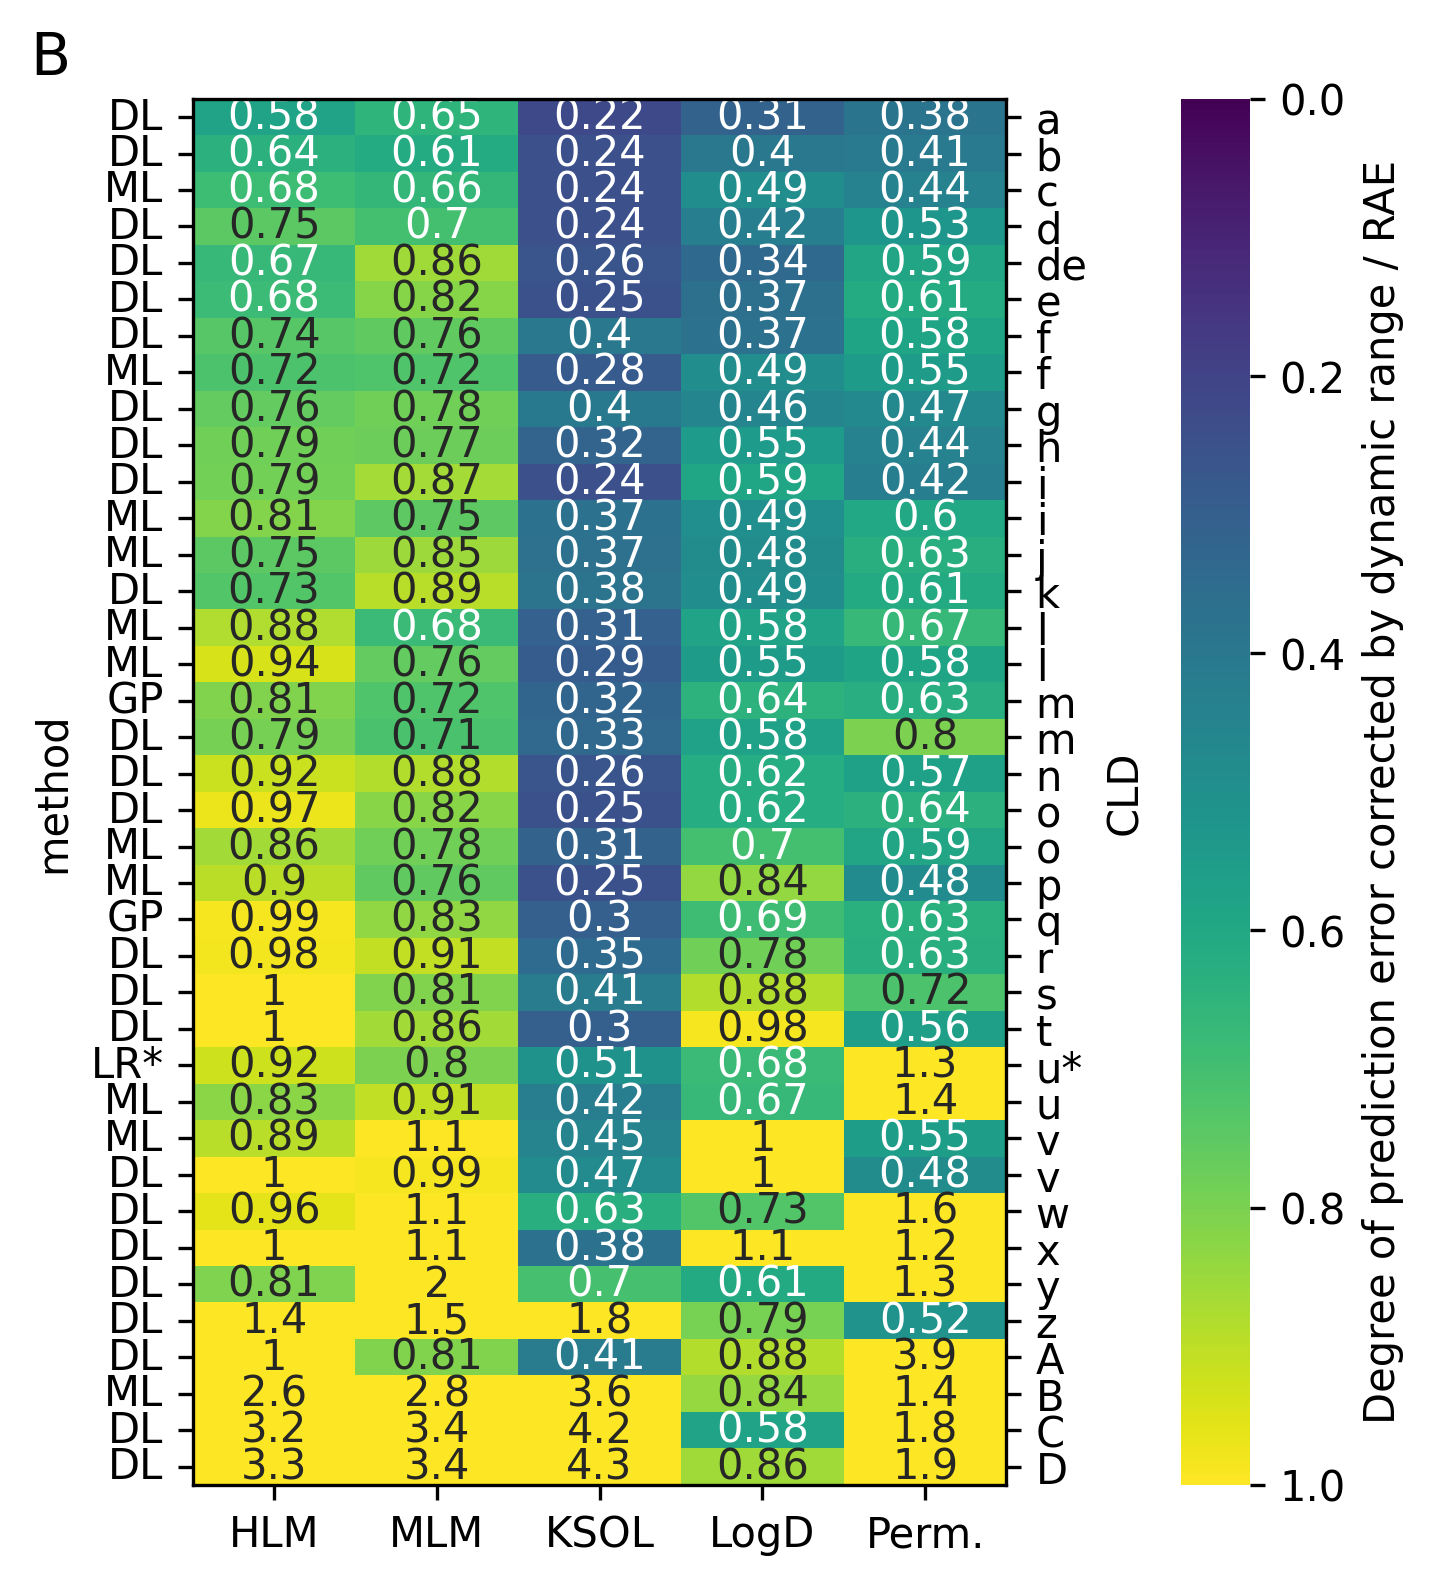 B
DL 0.58 0.65 0.22 0.31 0.38 a
DL 0.64 0.61 0.24 0.4 0.41 b
ML 0.68 0.66 0.24 0.49 0.44 c
DL 0.75 0.7 0.24 0.42 0.53 d
DL 0.67 0.86 0.26 0.34 0.59 de
DL 0.68 0.82 0.25 0.37 0.61 e
DL 0.74 0.76 0.4 0.37 0.58 f
ML 0.72 0.72 0.28 0.49 0.55 f
DL 0.76 0.78 0.4 0.46 0.47 g
DL 0.79 0.77 0.32 0.55 0.44 h
DL 0.79 0.87 0.24 0.59 0.42 i
ML 0.81 0.75 0.37 0.49 0.6 i
ML 0.75 0.85 0.37 0.48 0.63 j
DL 0.73 0.89 0.38 0.49 0.61 k
ML 0.88 0.68 0.31 0.58 0.67 l
ML 0.94 0.76 0.29 0.55 0.58 l
GP 0.81 0.72 0.32 0.64 0.63 m
DL 0.79 0.71 0.33 0.58 0.8 m
DL 0.92 0.88 0.26 0.62 0.57 n
DL 0.97 0.82 0.25 0.62 0.64 o
ML 0.86 0.78 0.31 0.7 0.59 o
ML 0.9 0.76 0.25 0.84 0.48 p
GP 0.99 0.83 0.3 0.69 0.63 q
DL 0.98 0.91 0.35 0.78 0.63 r
DL 1 0.81 0.41 0.88 0.72 s
DL 1 0.86 0.3 0.98 0.56 t
LR* 0.92 0.8 0.51 0.68 1.3 u*
ML 0.83 0.91 0.42 0.67 1.4 u
ML 0.89 1.1 0.45 1 0.55 v
DL 1 0.99 0.47 1 0.48 v
DL 0.96 1.1 0.63 0.73 1.6 w
DL 1 1.1 0.38 1.1 1.2 x
DL 0.81 2 0.7 0.61 1.3 y
DL 1.4 1.5 1.8 0.79 0.52 z
DL 1 0.81 0.41 0.88 3.9 A
ML 2.6 2.8 3.6 0.84 1.4 B
DL 3.2 3.4 4.2 0.58 1.8 C
DL 3.3 3.4 4.3 0.86 1.9 D
HLM MLM KSOL LogD Perm.
method
CLD
0.0
0.2
0.4
0.6
0.8
1.0
Degree of prediction error corrected by dynamic range / RAE